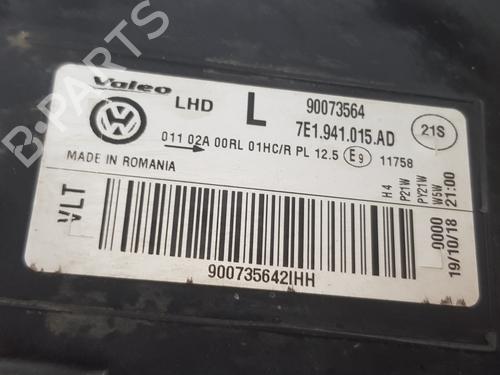 Valeo
LHD L 90073564
7E1.941.015.AD 21S
011 02A 00RL 01HC/R PL 12.5 E9 11758
MADE IN ROMANIA
VLT
H4
P21W
PY21W
W5W
0000
19/10/18 21:00
900735642IHH
B-PARTS